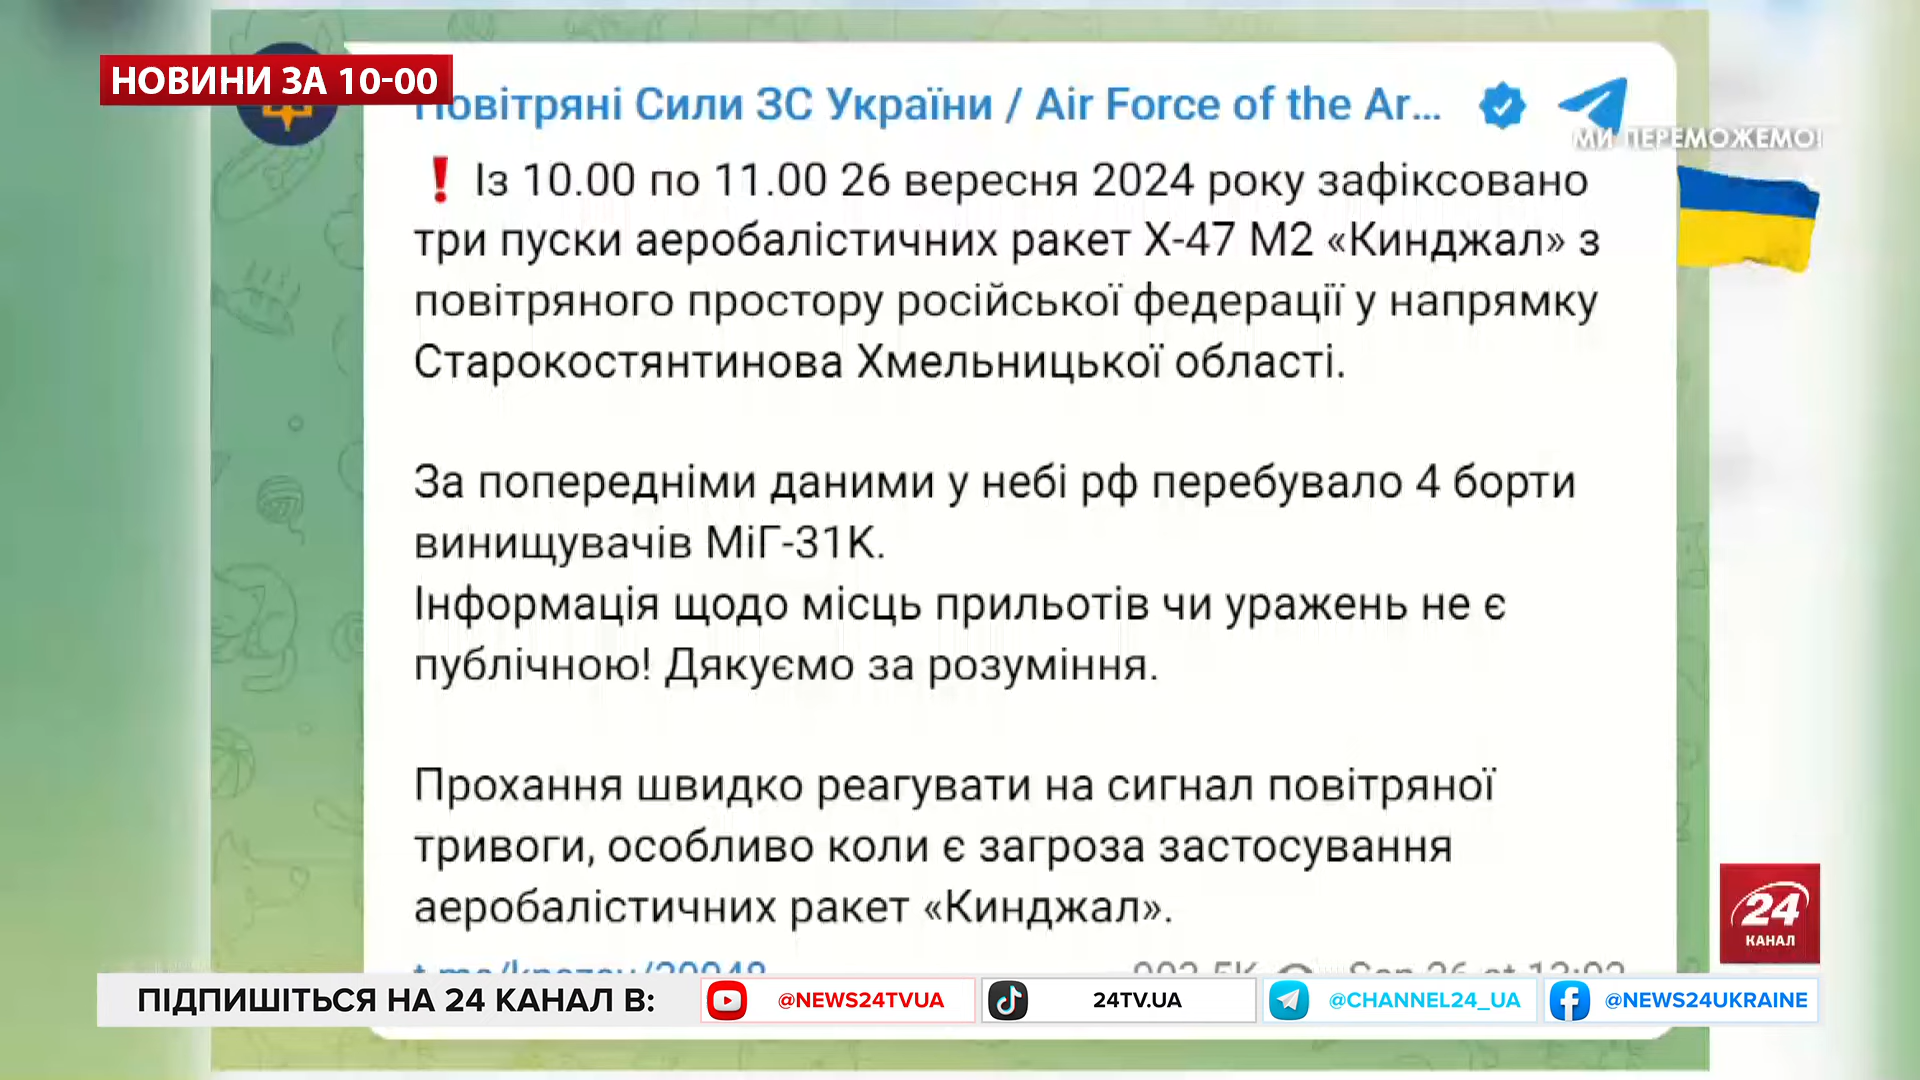 НОВИНИ ЗА 10-00
Повітряні Сили ЗС України / Air Force of the Ar...
МИ ПЕРЕМОЖЕМО!
❗ Із 10.00 по 11.00 26 вересня 2024 року зафіксовано
три пуски аеробалістичних ракет Х-47 М2 «Кинджал» з
повітряного простору російської федерації у напрямку
Старокостянтинова Хмельницької області.
За попередніми даними у небі рф перебувало 4 борти
винищувачів МіГ-31К.
Інформація щодо місць прильотів чи уражень не є
публічною! Дякуємо за розуміння.
Прохання швидко реагувати на сигнал повітряної
тривоги, особливо коли є загроза застосування
аеробалістичних ракет «Кинджал».
24
КАНАЛ
ПІДПИШІТЬСЯ НА 24 КАНАЛ В:
@NEWS24TVUA
24TV.UA
@CHANNEL24_UA
@NEWS24UKRAINE